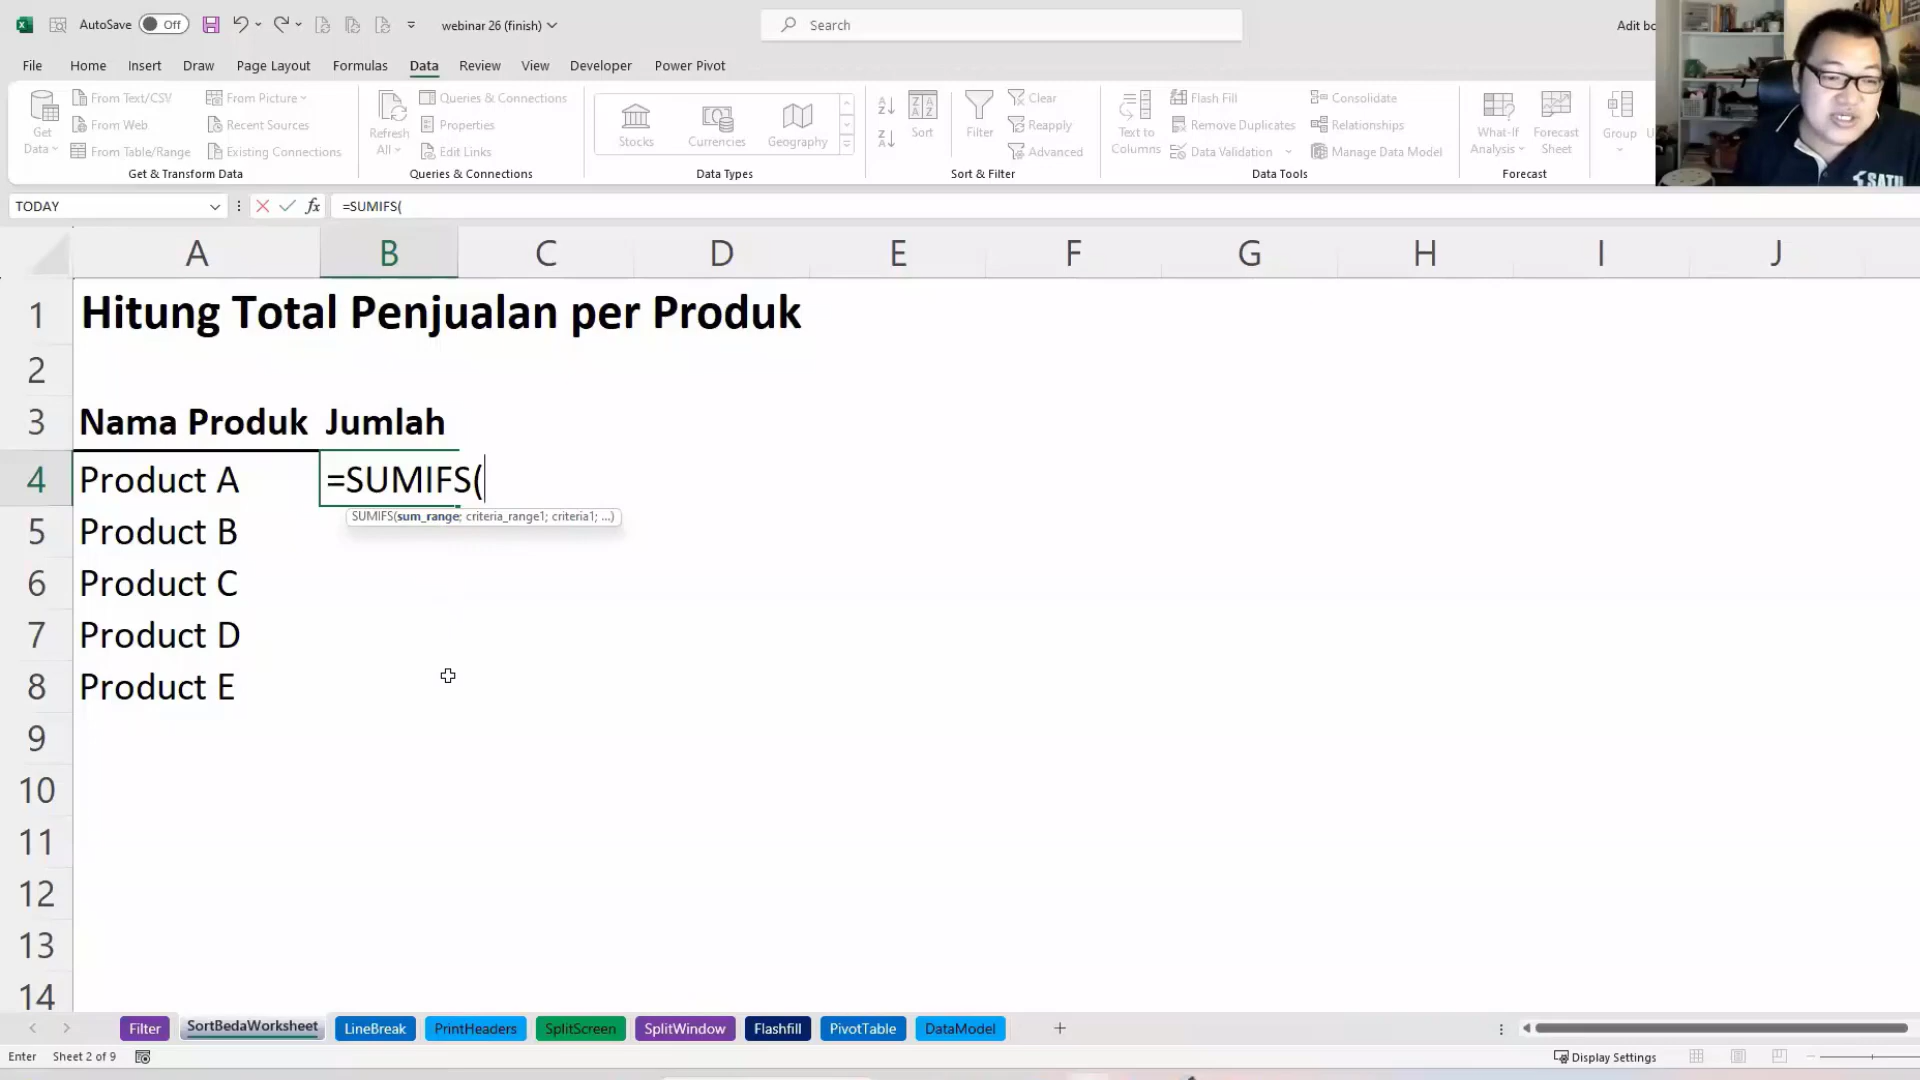 AutoSave Off webinar 26 (finish) Search Adit bo
File Home Insert Draw Page Layout Formulas Data Review View Developer Power Pivot
Get Data
From Text/CSV
From Web
From Table/Range
From Picture
Recent Sources
Existing Connections
Get & Transform Data
Refresh All
Queries & Connections
Properties
Edit Links
Queries & Connections
Stocks Currencies Geography
Data Types
Sort
Filter
Clear
Reapply
Advanced
Sort & Filter
Text to Columns
Flash Fill
Remove Duplicates
Data Validation
Consolidate
Relationships
Manage Data Model
Data Tools
What-If Analysis
Forecast Sheet
Forecast
Group
U
SATU
TODAY fx =SUMIFS(
A B C D E F G H I J
1 Hitung Total Penjualan per Produk
2
3 Nama Produk Jumlah
4 Product A =SUMIFS(
SUMIFS(sum_range; criteria_range1; criteria1; ...)
5 Product B
6 Product C
7 Product D
8 Product E
9
10
11
12
13
14
Filter SortBedaWorksheet LineBreak PrintHeaders SplitScreen SplitWindow Flashfill PivotTable DataModel
Enter Sheet 2 of 9 Display Settings